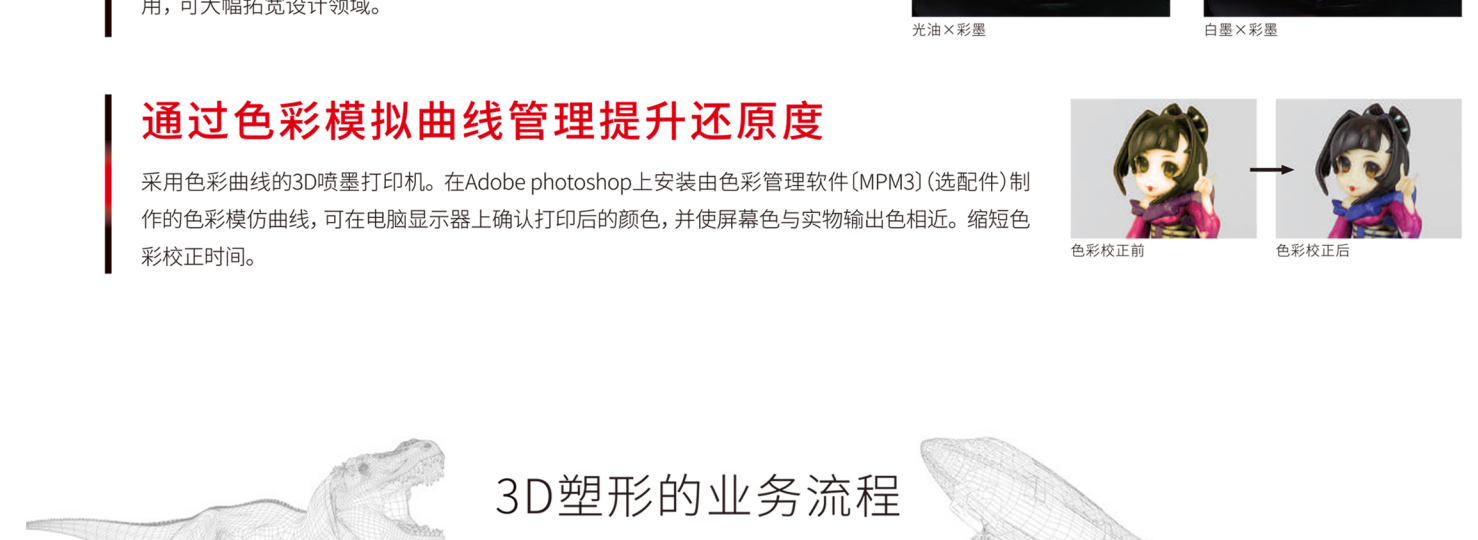 用，可大幅拓宽设计领域。
光油×彩墨
白墨×彩墨
通过色彩模拟曲线管理提升还原度
采用色彩曲线的3D喷墨打印机。在Adobe photoshop上安装由色彩管理软件〔MPM3〕（选配件）制
作的色彩模仿曲线，可在电脑显示器上确认打印后的颜色，并使屏幕色与实物输出色相近。缩短色
彩校正时间。
色彩校正前
色彩校正后
3D塑形的业务流程